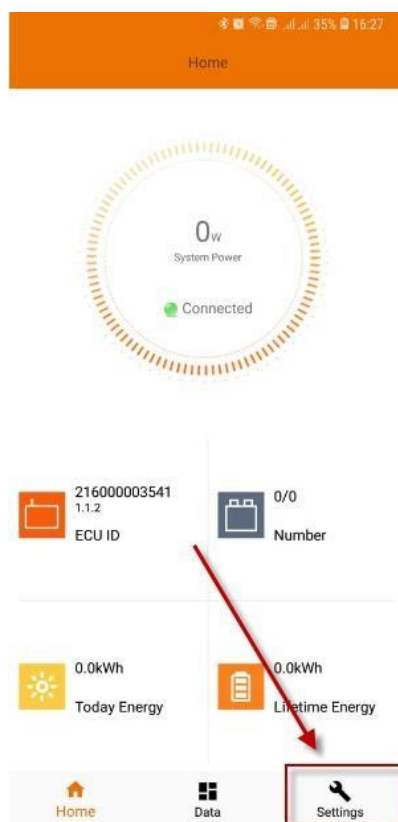 35% 16:27
Home
0w
System Power
Connected
216000003541
1.1.2
ECU ID
0/0
Number
0.0kWh
Today Energy
0.0kWh
Lifetime Energy
Home
Data
Settings